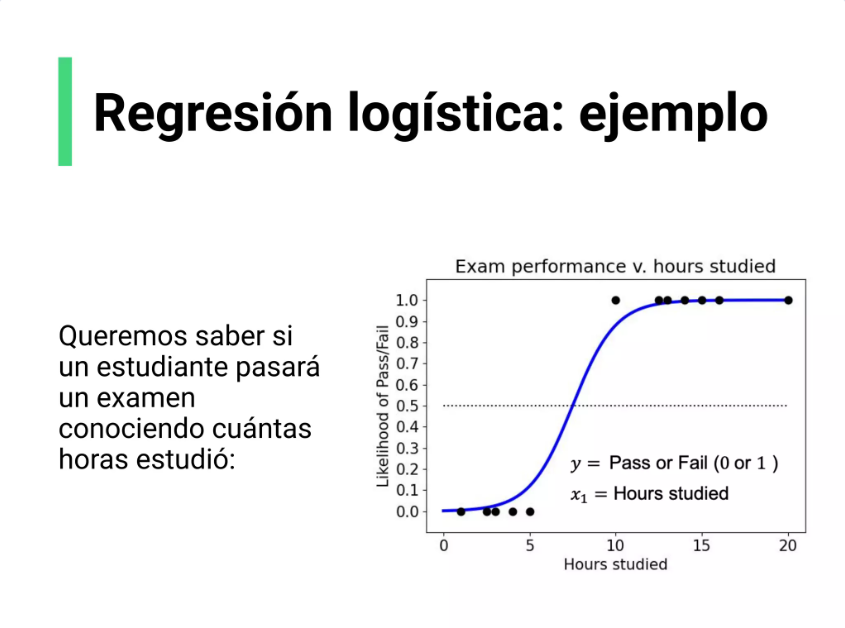 Regresión logística: ejemplo
Queremos saber si
un estudiante pasará
un examen
conociendo cuántas
horas estudió:
Exam performance v. hours studied
Likelihood of Pass/Fail
1.0
0.9
0.8
0.7
0.6
0.5
0.4
0.3
0.2
0.1
0.0
y = Pass or Fail (0 or 1 )
x₁ = Hours studied
0 5 10 15 20
Hours studied